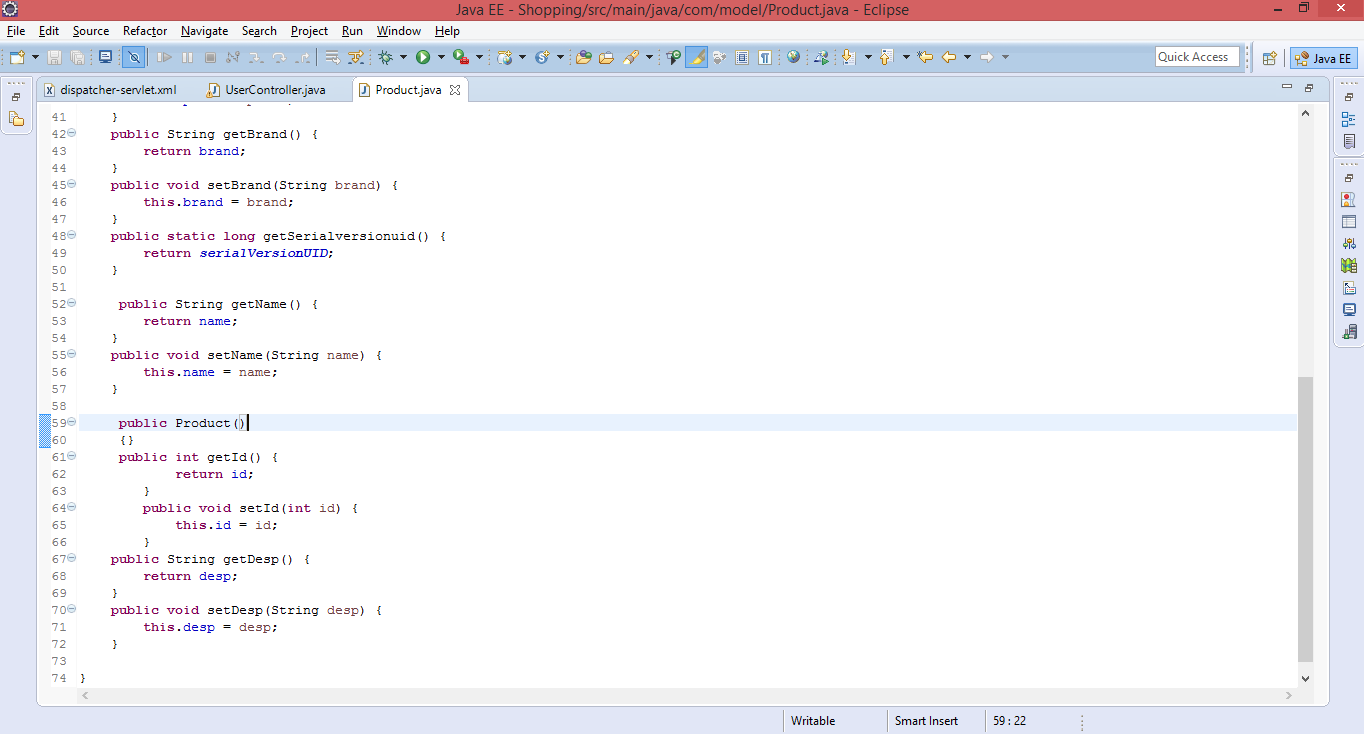 Java EE - Shopping/src/main/java/com/model/Product.java - Eclipse
File Edit Source Refactor Navigate Search Project Run Window Help
Quick Access
Java EE
dispatcher-servlet.xml UserController.java Product.java
41 }
42 public String getBrand() {
43 return brand;
44 }
45 public void setBrand(String brand) {
46 this.brand = brand;
47 }
48 public static long getSerialversionuid() {
49 return serialVersionUID;
50 }
51
52 public String getName() {
53 return name;
54 }
55 public void setName(String name) {
56 this.name = name;
57 }
58
59 public Product()
60 {}
61 public int getId() {
62 return id;
63 }
64 public void setId(int id) {
65 this.id = id;
66 }
67 public String getDesp() {
68 return desp;
69 }
70 public void setDesp(String desp) {
71 this.desp = desp;
72 }
73
74 }
Writable Smart Insert 59 : 22